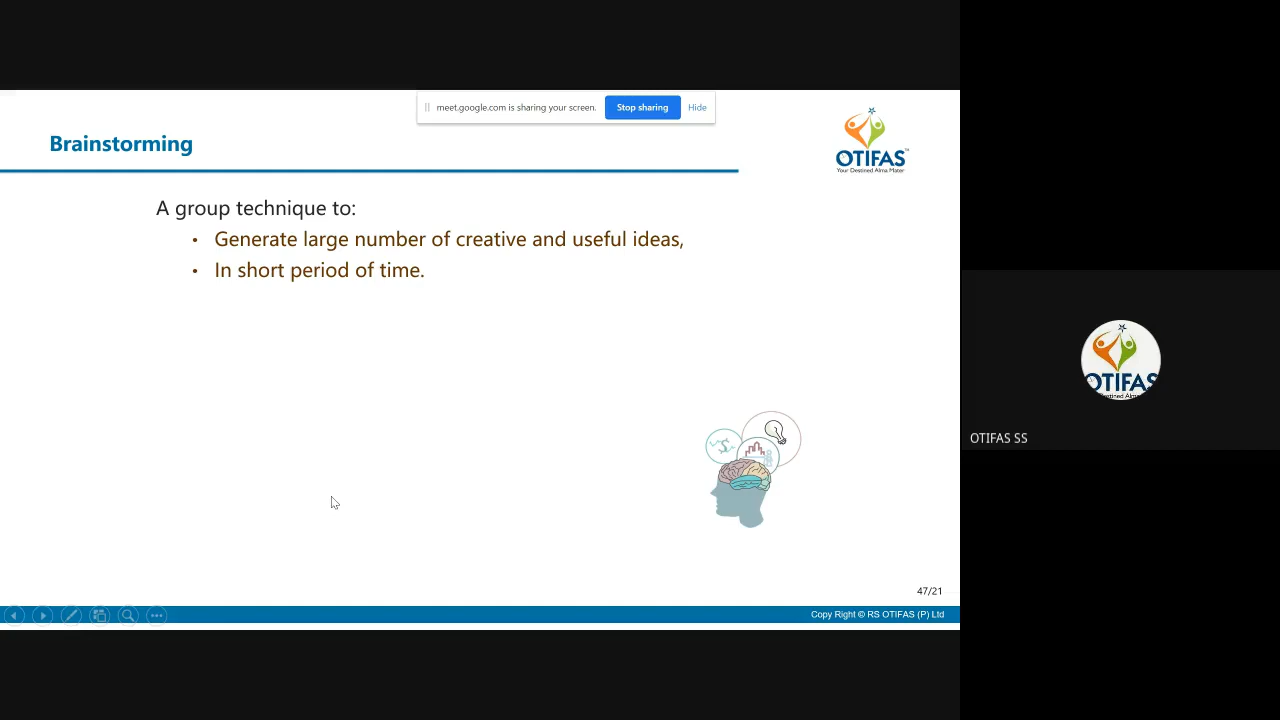 meet.google.com is sharing your screen. Stop sharing Hide
Brainstorming
OTIFAS™
Your Destined Alma Mater
A group technique to:
• Generate large number of creative and useful ideas,
• In short period of time.
OTIFAS
OTIFAS SS
47/21
Copy Right © RS OTIFAS (P) Ltd